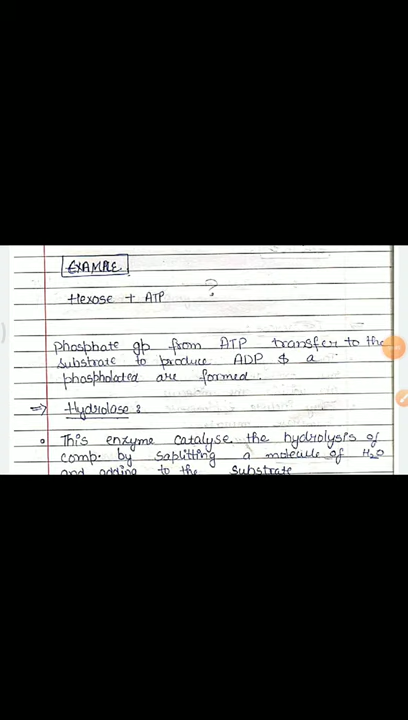 EXAMPLE.
Hexose + ATP ?
Phosphate gp from ATP transfer to the
substrate to produce ADP & a
phospholated are formed.
⇒ Hydrolase :
This enzyme catalyse the hydrolysis of
comp. by saplitting a molecule of H₂O
and adding to the substrate